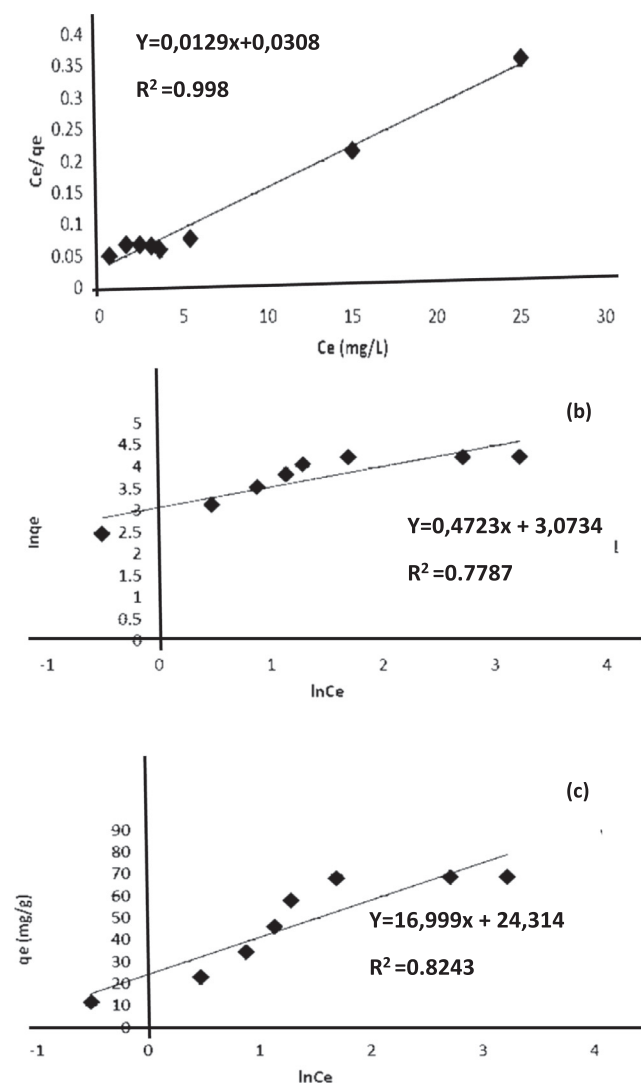 0.4
0.35
0.3
0.25
0.2
0.15
0.1
0.05
0
Ce/qe
Y=0,0129x+0,0308
R2 =0.998
0 5 10 15 20 25 30
Ce (mg/L)
(b)
5
4.5
4
3.5
3
2.5
2
1.5
1
0.5
0
lnqe
Y=0,4723x + 3,0734
R2 =0.7787
-1 0 1 2 3 4
lnCe
(c)
90
80
70
60
50
40
30
20
10
0
qe (mg/g)
Y=16,999x + 24,314
R2 =0.8243
-1 0 1 2 3 4
lnCe